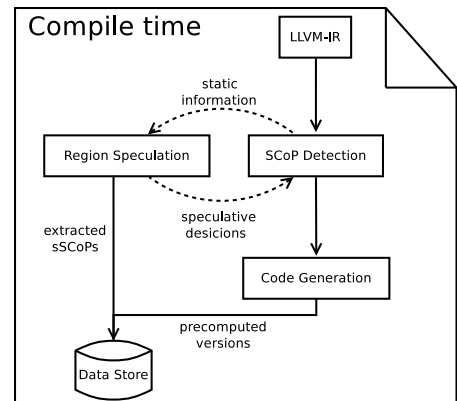 Compile time
LLVM-IR
static
information
Region Speculation
SCoP Detection
speculative
desicions
extracted
sSCoPs
Code Generation
precomputed
versions
Data Store